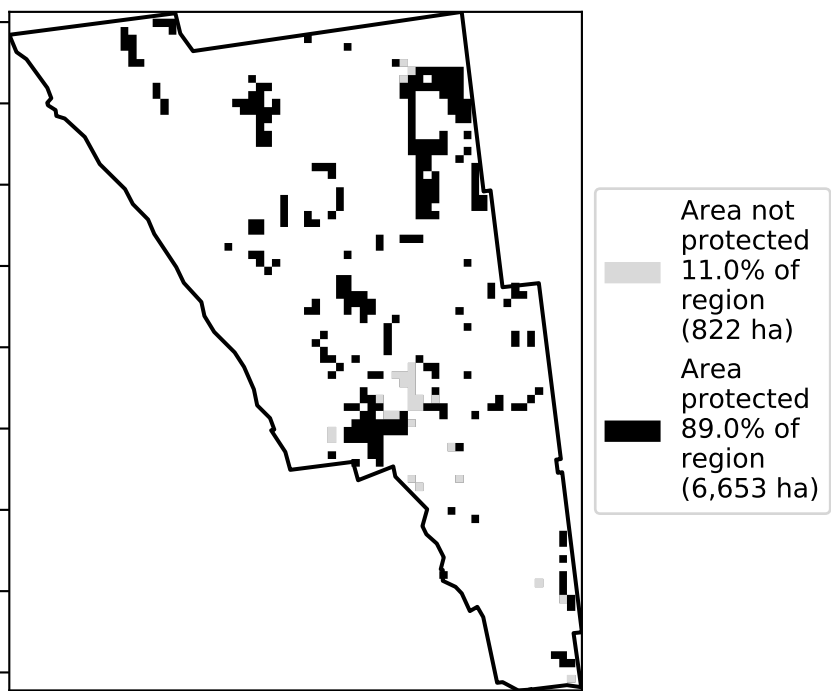 Area not
protected
11.0% of
region
(822 ha)
Area
protected
89.0% of
region
(6,653 ha)